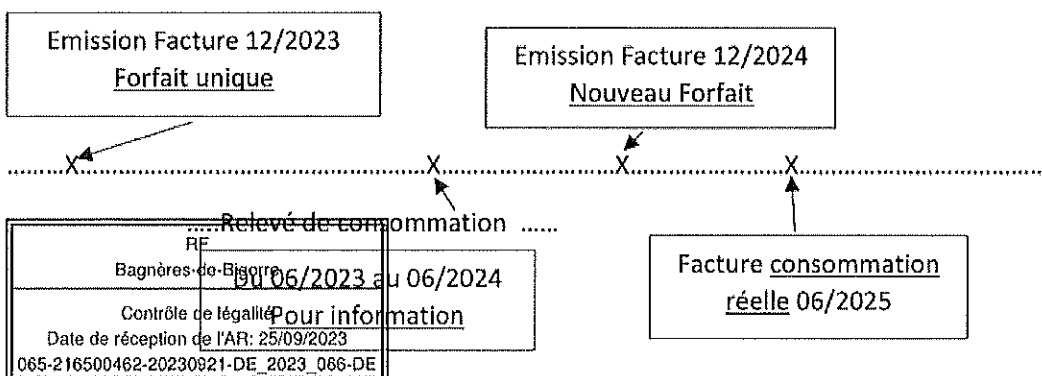 Emission Facture 12/2023
Forfait unique
Emission Facture 12/2024
Nouveau Forfait
X X X X
.....Relevé de consommation ......
Du 06/2023 au 06/2024
Pour information
Facture consommation
réelle 06/2025
RF
Bagnères-de-Bigorre
Contrôle de légalité
Date de réception de l'AR: 25/09/2023
065-216500462-20230921-DE_2023_066-DE